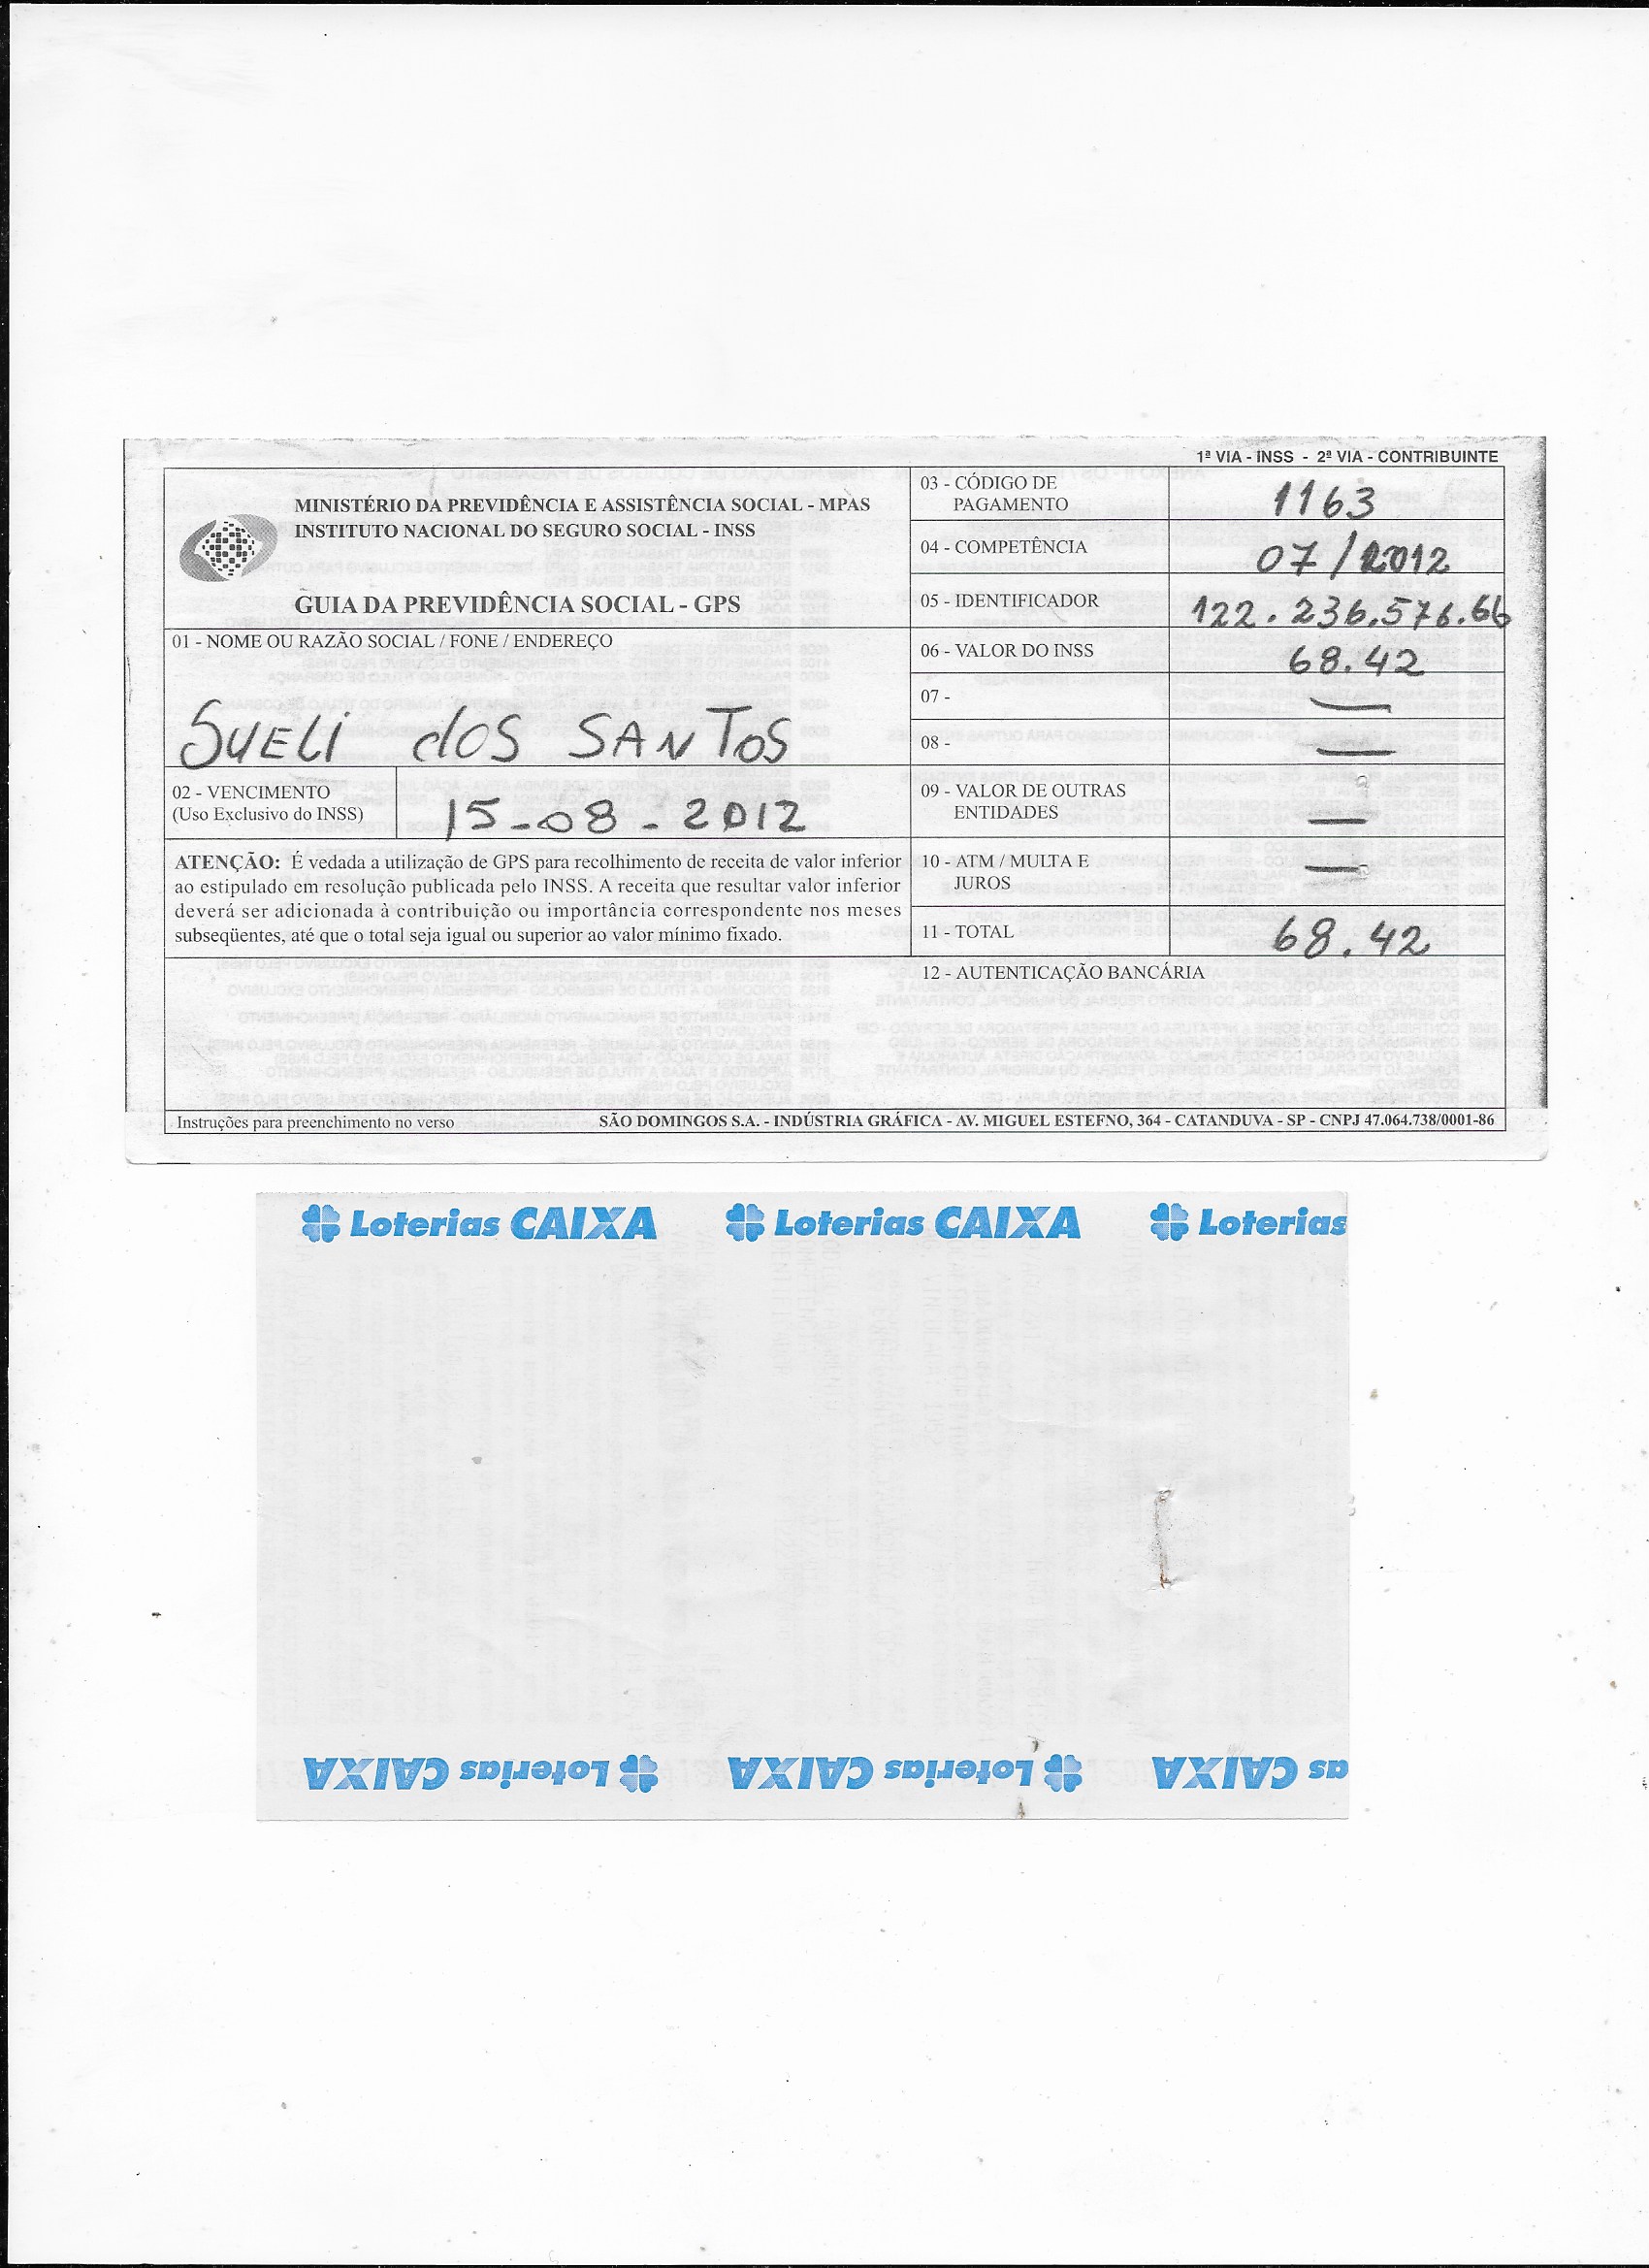 1ª VIA - INSS - 2ª VIA - CONTRIBUINTE
MINISTÉRIO DA PREVIDÊNCIA E ASSISTÊNCIA SOCIAL - MPAS
INSTITUTO NACIONAL DO SEGURO SOCIAL - INSS
GUIA DA PREVIDÊNCIA SOCIAL - GPS
03 - CÓDIGO DE PAGAMENTO 1163
04 - COMPETÊNCIA 07/2012
05 - IDENTIFICADOR 122.236.576.66
01 - NOME OU RAZÃO SOCIAL / FONE / ENDEREÇO
SUELI dOS SANTOS
06 - VALOR DO INSS 68.42
07 - —
08 - —
02 - VENCIMENTO
(Uso Exclusivo do INSS) 15-08-2012
09 - VALOR DE OUTRAS ENTIDADES —
ATENÇÃO: É vedada a utilização de GPS para recolhimento de receita de valor inferior
ao estipulado em resolução publicada pelo INSS. A receita que resultar valor inferior
deverá ser adicionada à contribuição ou importância correspondente nos meses
subseqüentes, até que o total seja igual ou superior ao valor mínimo fixado.
10 - ATM / MULTA E JUROS —
11 - TOTAL 68.42
12 - AUTENTICAÇÃO BANCÁRIA
Instruções para preenchimento no verso
SÃO DOMINGOS S.A. - INDÚSTRIA GRÁFICA - AV. MIGUEL ESTEFNO, 364 - CATANDUVA - SP - CNPJ 47.064.738/0001-86
Loterias CAIXA Loterias CAIXA Loterias
Loterias CAIXA Loterias CAIXA as CAIXA